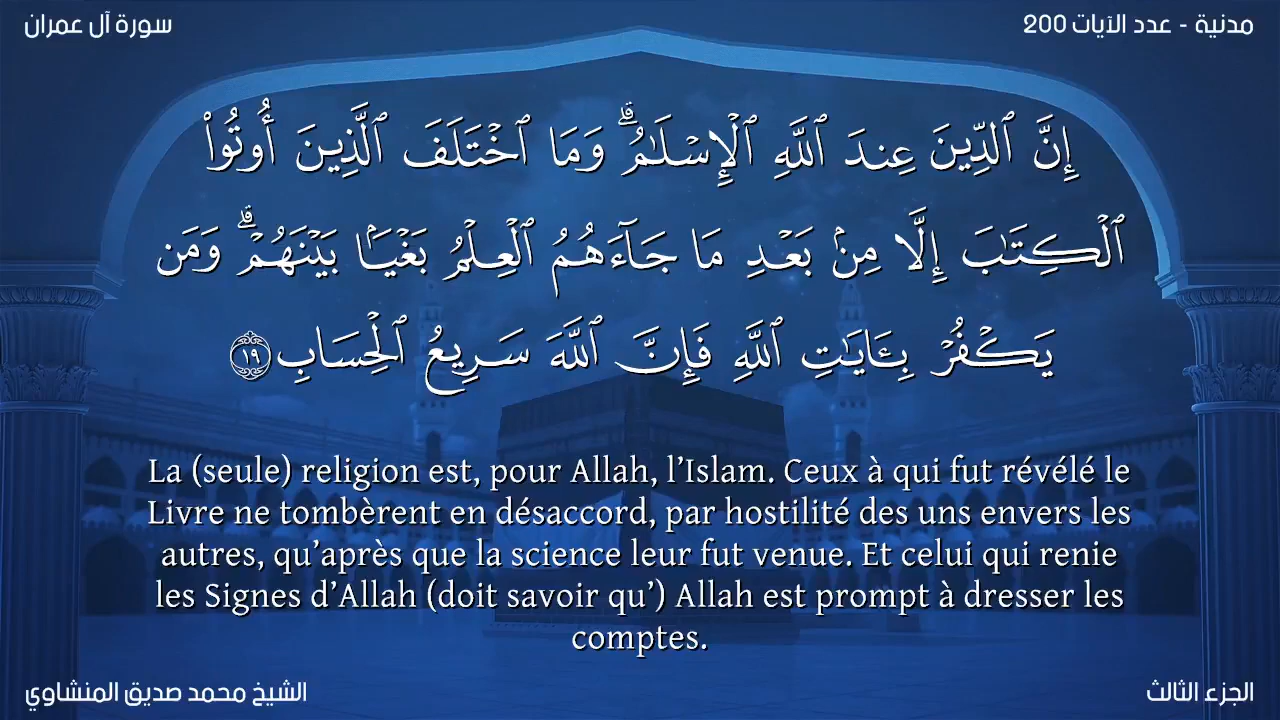 مدنية - عدد الآيات 200
سورة آل عمران
إِنَّ ٱلدِّينَ عِندَ ٱللَّهِ ٱلْإِسْلَٰمُ ۗ وَمَا ٱخْتَلَفَ ٱلَّذِينَ أُوتُوا۟
ٱلْكِتَٰبَ إِلَّا مِنۢ بَعْدِ مَا جَآءَهُمُ ٱلْعِلْمُ بَغْيًۢا بَيْنَهُمْ ۗ وَمَن
يَكْفُرْ بِـَٔايَٰتِ ٱللَّهِ فَإِنَّ ٱللَّهَ سَرِيعُ ٱلْحِسَابِ ١٩
La (seule) religion est, pour Allah, l’Islam. Ceux à qui fut révélé le
Livre ne tombèrent en désaccord, par hostilité des uns envers les
autres, qu’après que la science leur fut venue. Et celui qui renie
les Signes d’Allah (doit savoir qu’) Allah est prompt à dresser les
comptes.
الجزء الثالث
الشيخ محمد صديق المنشاوي